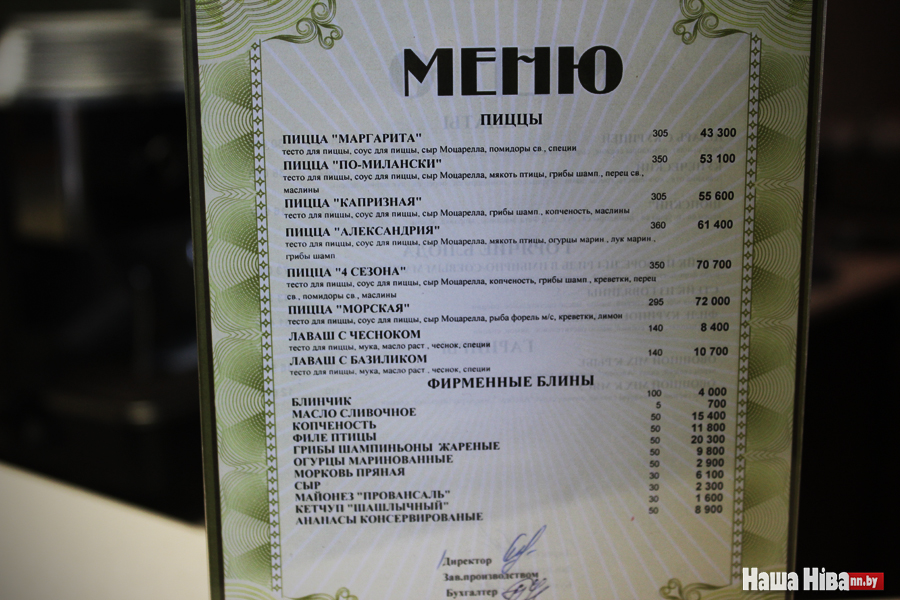 МЕНЮ
ПИЦЦЫ
ПИЦЦА "МАРГАРИТА" 305 43 300
тесто для пиццы, соус для пиццы, сыр Моцарелла, помидоры св., специи
ПИЦЦА "ПО-МИЛАНСКИ" 350 53 100
тесто для пиццы, соус для пиццы, сыр Моцарелла, мякоть птицы, грибы шамп., перец св.,
маслины
ПИЦЦА "КАПРИЗНАЯ" 305 55 600
тесто для пиццы, соус для пиццы, сыр Моцарелла, грибы шамп., копченость, маслины
ПИЦЦА "АЛЕКСАНДРИЯ" 360 61 400
тесто для пиццы, соус для пиццы, сыр Моцарелла, мякоть птицы, огурцы марин., лук марин.,
грибы шамп
ПИЦЦА "4 СЕЗОНА" 350 70 700
тесто для пиццы, соус для пиццы, сыр Моцарелла, копченость, грибы шамп., креветки, перец
св., помидоры св., маслины
ПИЦЦА "МОРСКАЯ" 295 72 000
тесто для пиццы, соус для пиццы, сыр Моцарелла, рыба форель м/с, креветки, лимон
ЛАВАШ С ЧЕСНОКОМ 140 8 400
тесто для пиццы, мука, масло раст., чеснок, специи
ЛАВАШ С БАЗИЛИКОМ 140 10 700
тесто для пиццы, мука, масло раст., чеснок, специи
ФИРМЕННЫЕ БЛИНЫ
БЛИНЧИК 100 4 000
МАСЛО СЛИВОЧНОЕ 5 700
КОПЧЕНОСТЬ 50 15 400
ФИЛЕ ПТИЦЫ 50 11 800
ГРИБЫ ШАМПИНЬОНЫ ЖАРЕНЫЕ 50 20 300
ОГУРЦЫ МАРИНОВАННЫЕ 50 9 800
МОРКОВЬ ПРЯНАЯ 50 2 900
СЫР 30 6 100
МАЙОНЕЗ "ПРОВАНСАЛЬ" 30 2 300
КЕТЧУП "ШАШЛЫЧНЫЙ" 30 1 600
АНАНАСЫ КОНСЕРВИРОВАНЫЕ 50 8 900
Директор
Зав.производством
Бухгалтер
Наша Ніва nn.by